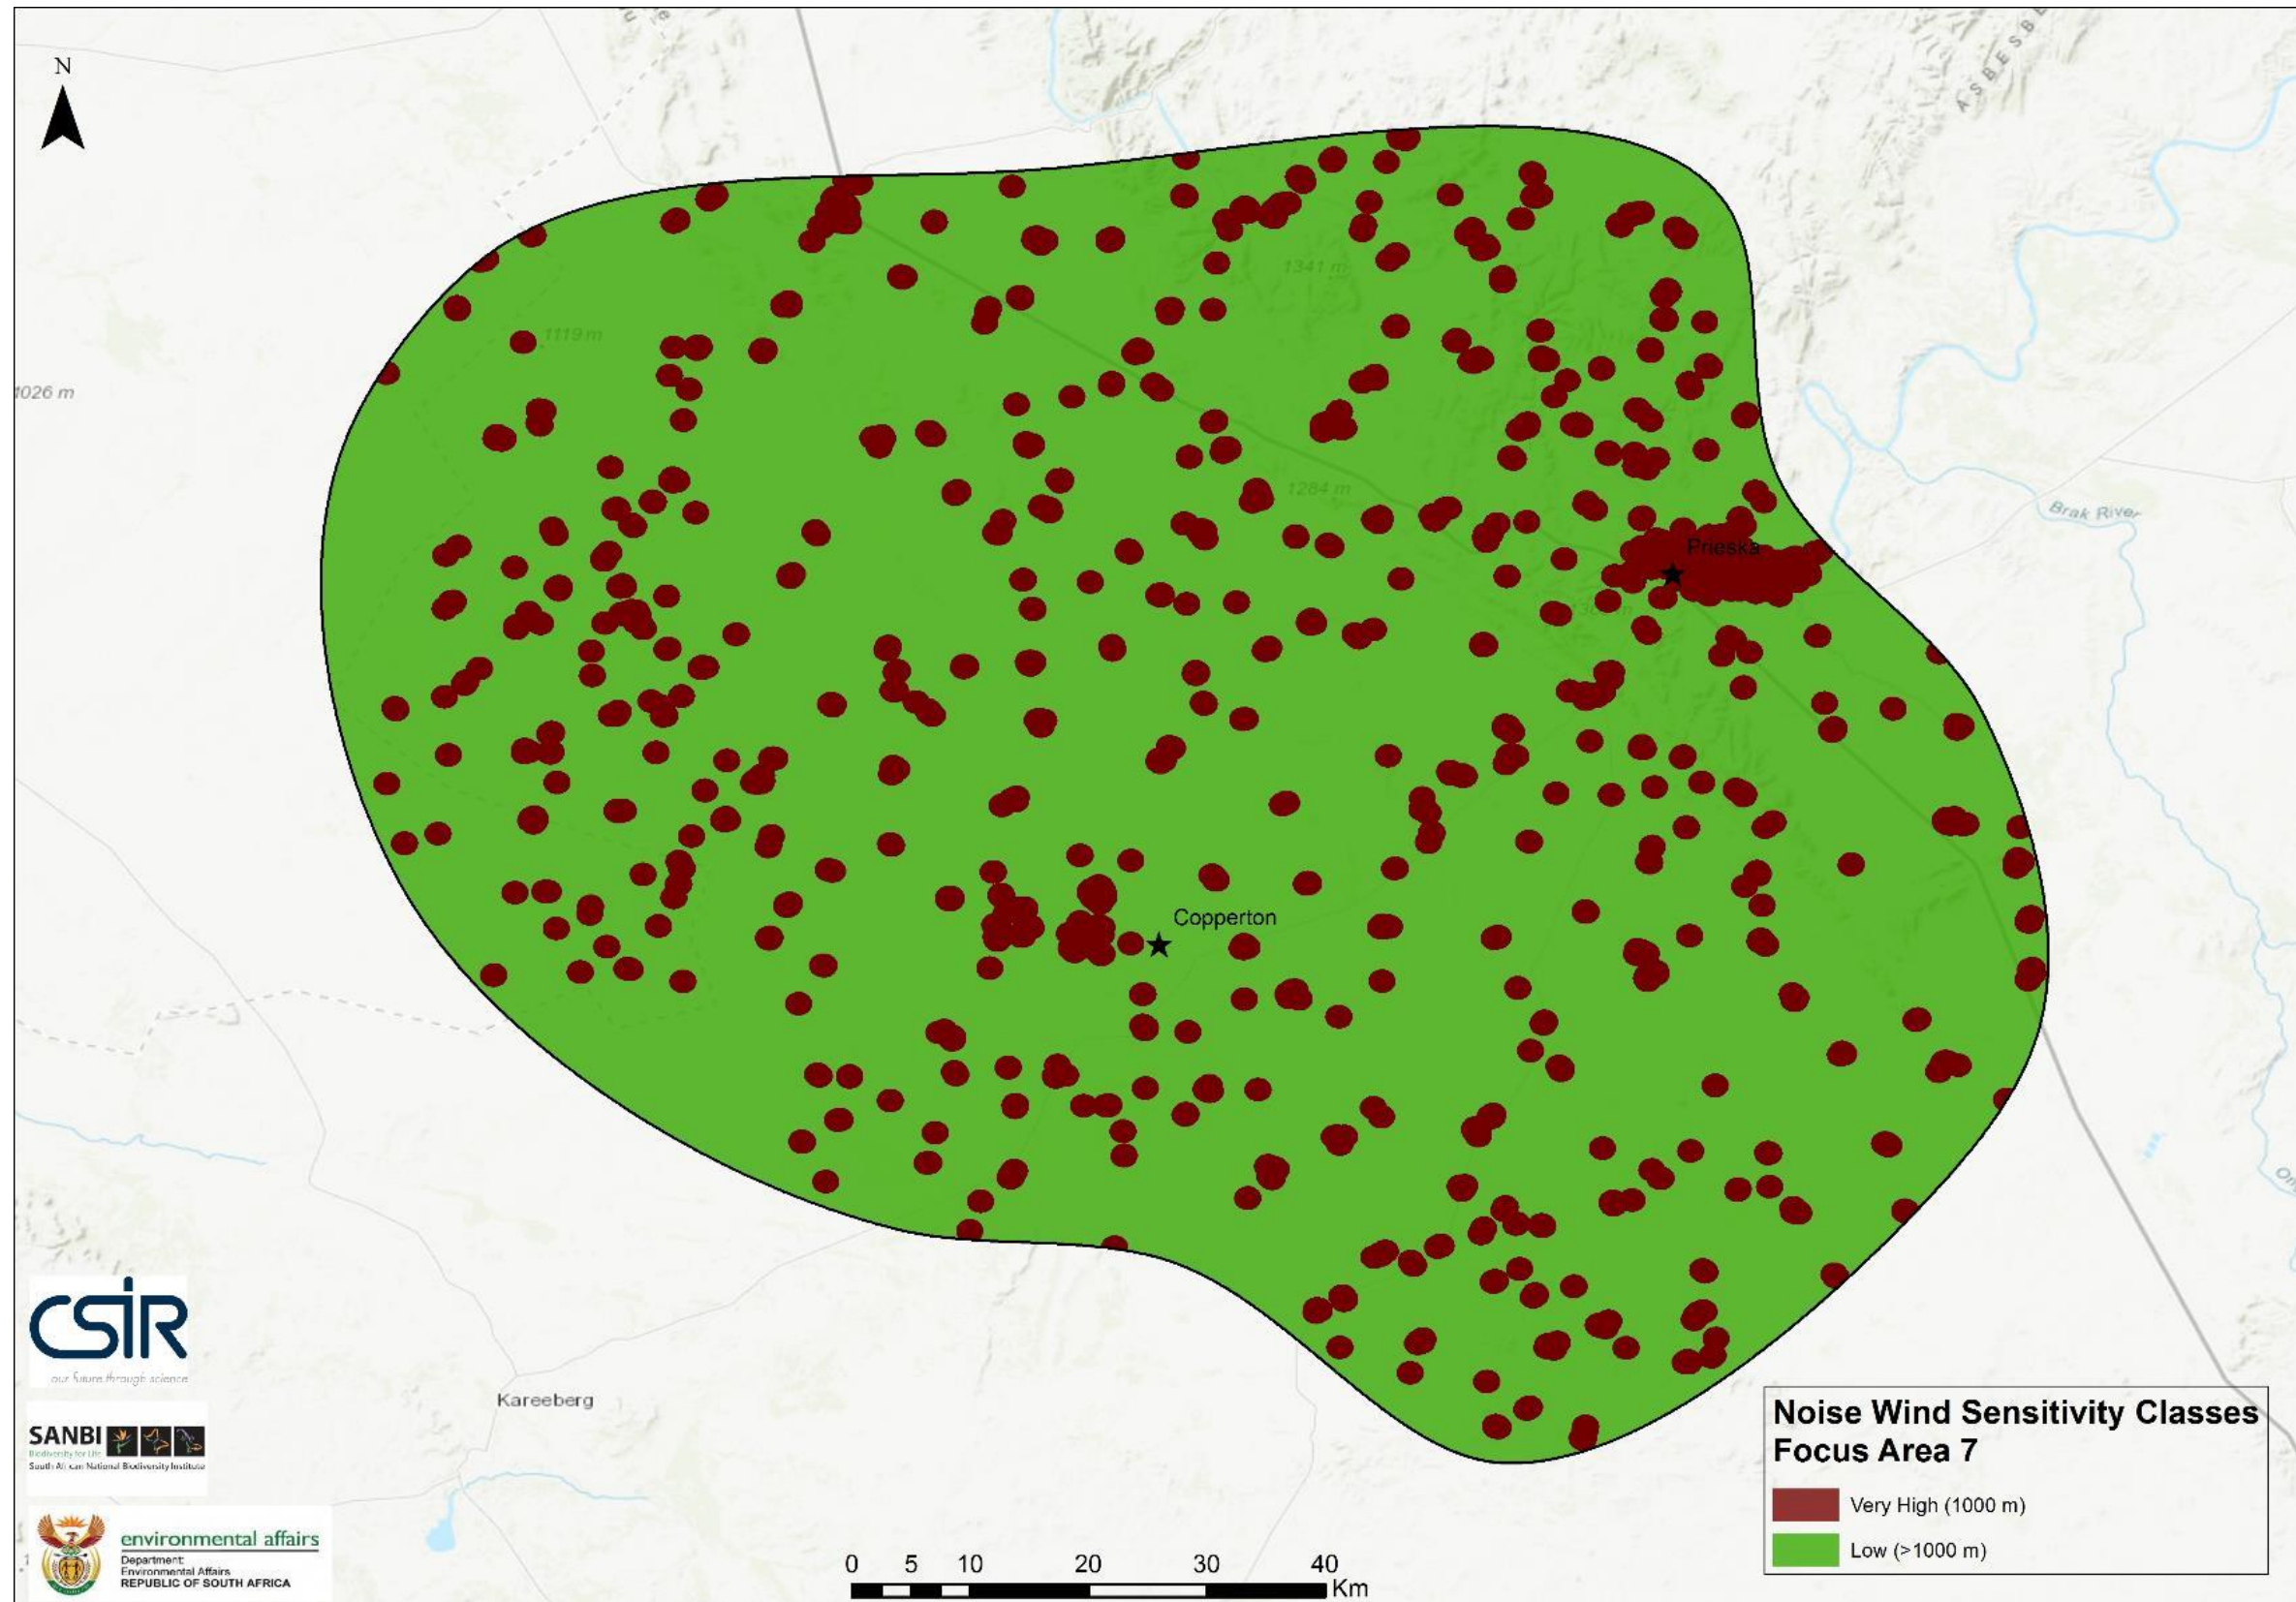 N
ASBESB
1026 m
1119 m
1341 m
1284 m
Brak River
Prieska
Copperton
Kareeberg
CSIR
our future through science
SANBI
Biodiversity for Life
South African National Biodiversity Institute
environmental affairs
Department:
Environmental Affairs
REPUBLIC OF SOUTH AFRICA
0 5 10 20 30 40
Km
Noise Wind Sensitivity Classes
Focus Area 7
Very High (1000 m)
Low (>1000 m)